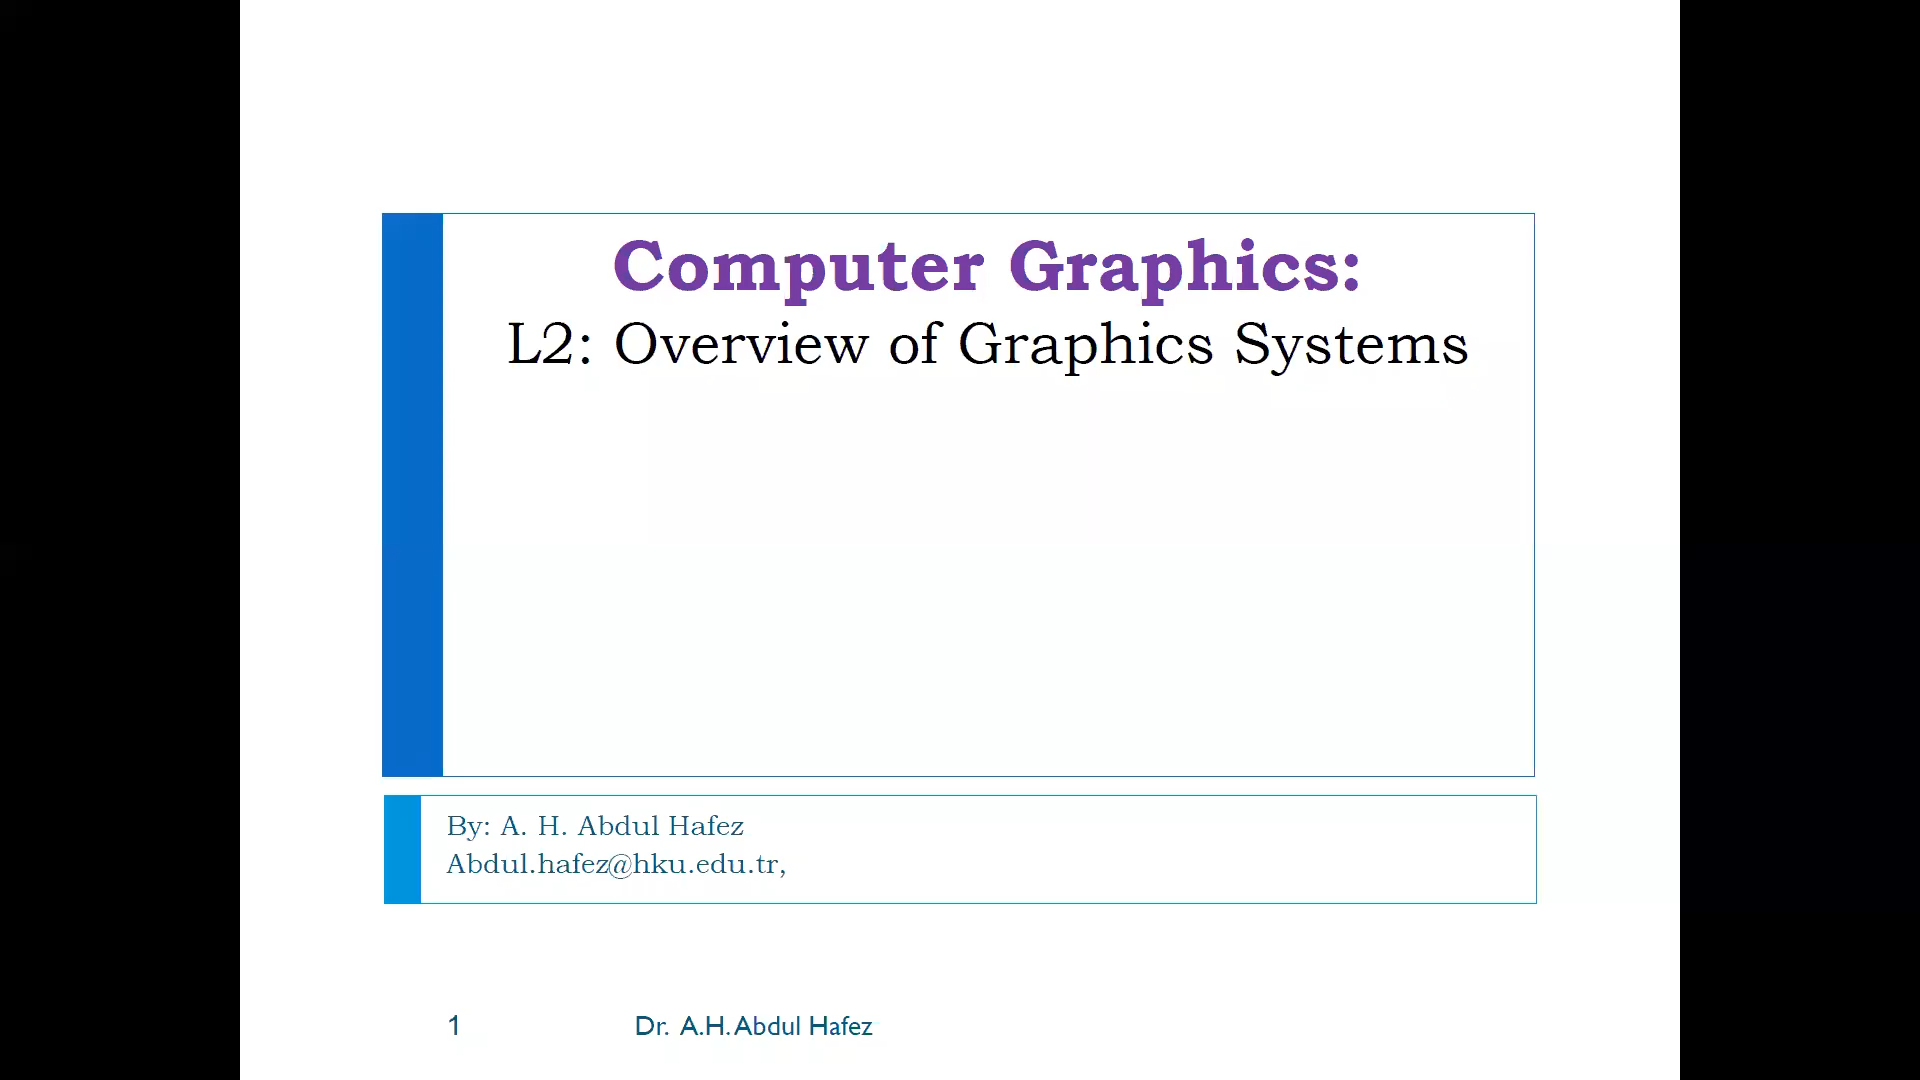 Computer Graphics:
L2: Overview of Graphics Systems
By: A. H. Abdul Hafez
Abdul.hafez@hku.edu.tr,
1
Dr. A.H. Abdul Hafez